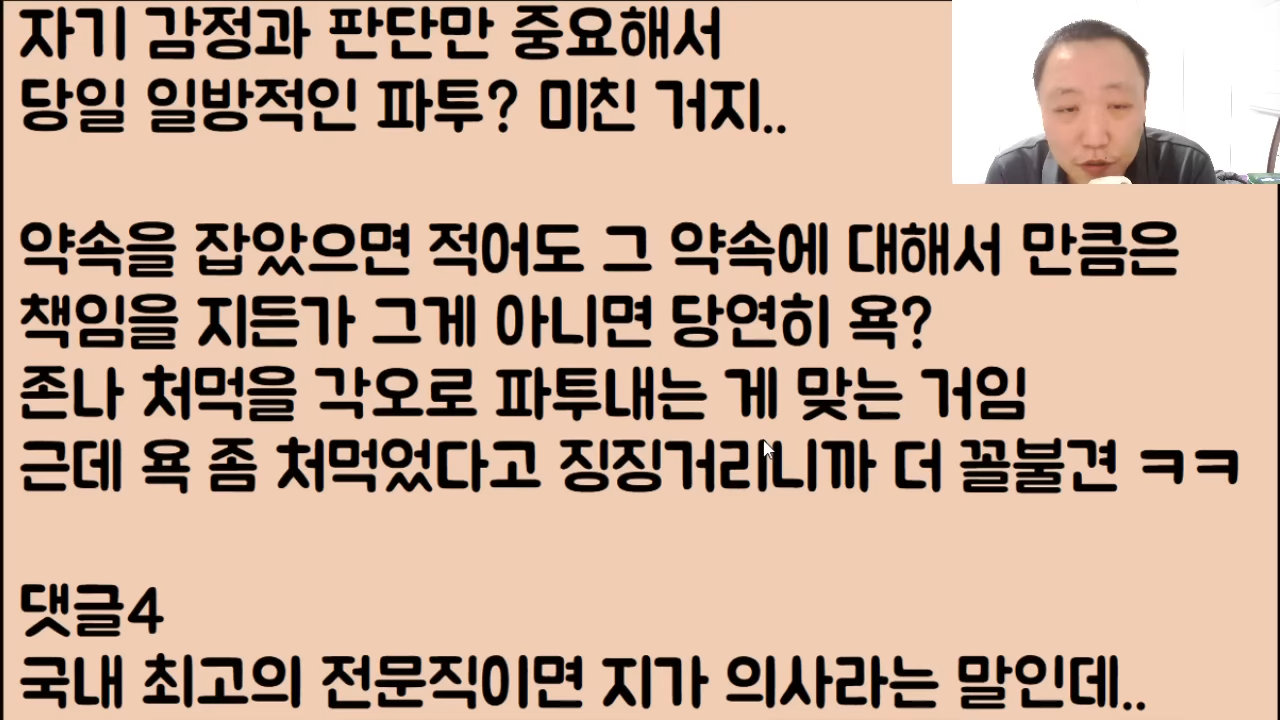 자기 감정과 판단만 중요해서
당일 일방적인 파투? 미친 거지..
약속을 잡았으면 적어도 그 약속에 대해서 만큼은
책임을 지든가 그게 아니면 당연히 욕?
존나 처먹을 각오로 파투내는 게 맞는 거임
근데 욕 좀 처먹었다고 징징거리니까 더 꼴불견 ㅋㅋ
댓글4
국내 최고의 전문직이면 지가 의사라는 말인데..